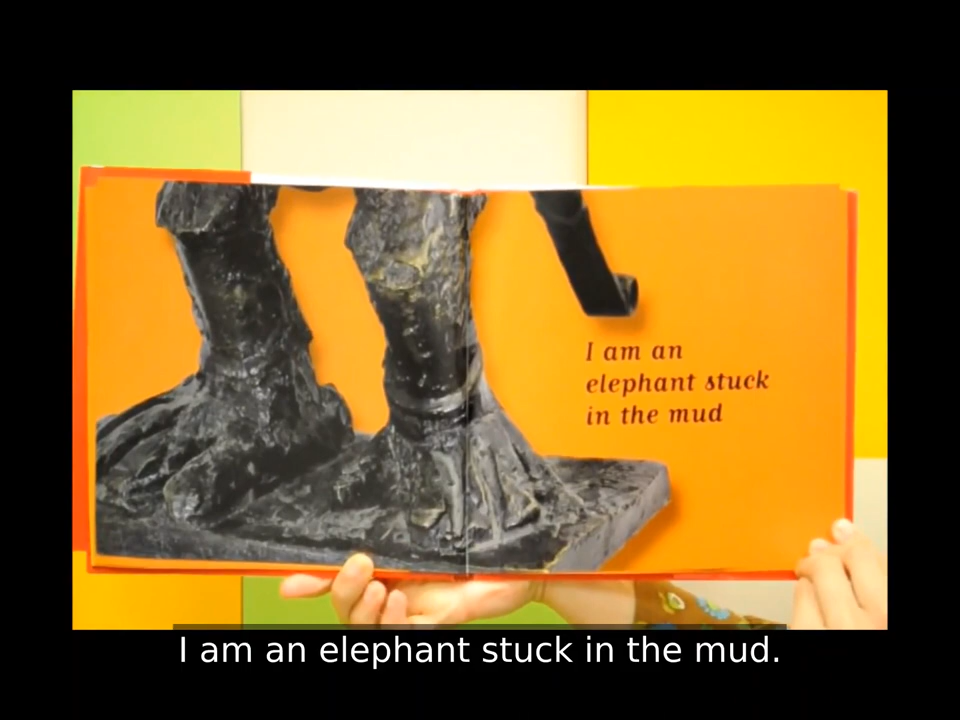 I am an
elephant stuck
in the mud
I am an elephant stuck in the mud.